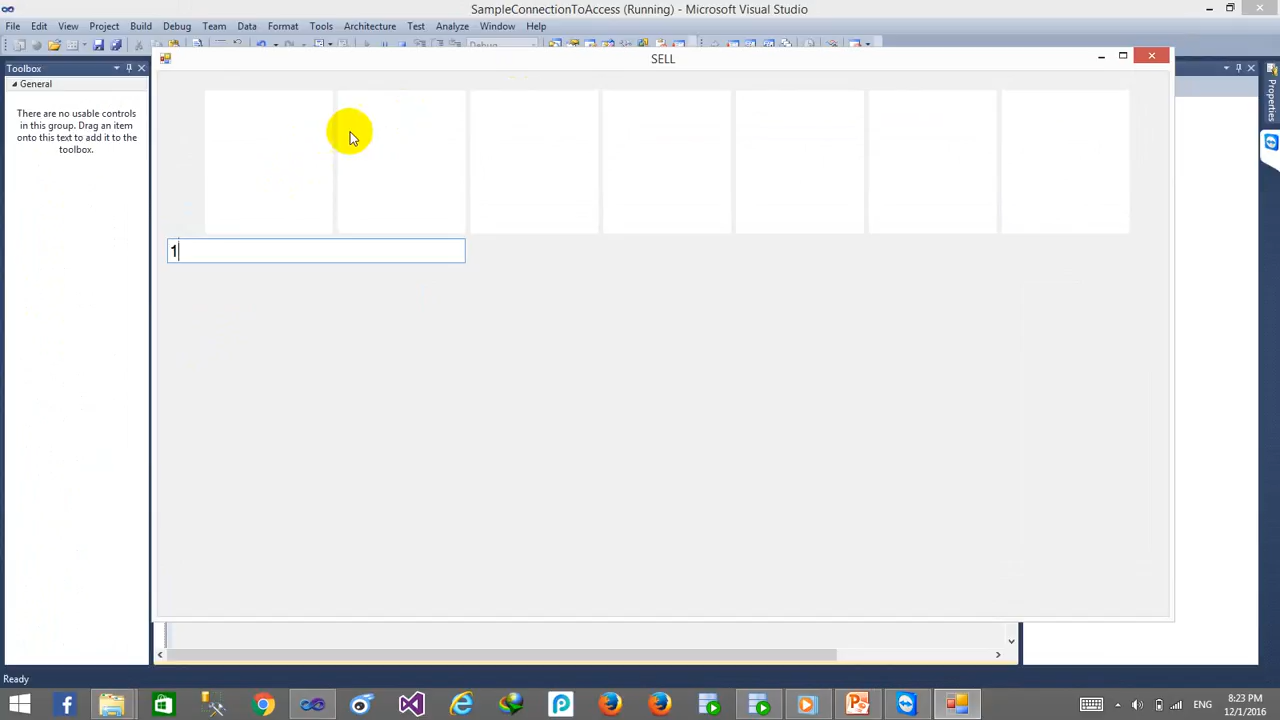 SampleConnectionToAccess (Running) - Microsoft Visual Studio
File Edit View Project Build Debug Team Data Format Tools Architecture Test Analyze Window Help
Debug
Toolbox
SELL
General
There are no usable controls
in this group. Drag an item
onto this text to add it to the
toolbox.
Properties
1
Ready
ENG
8:23 PM
12/1/2016